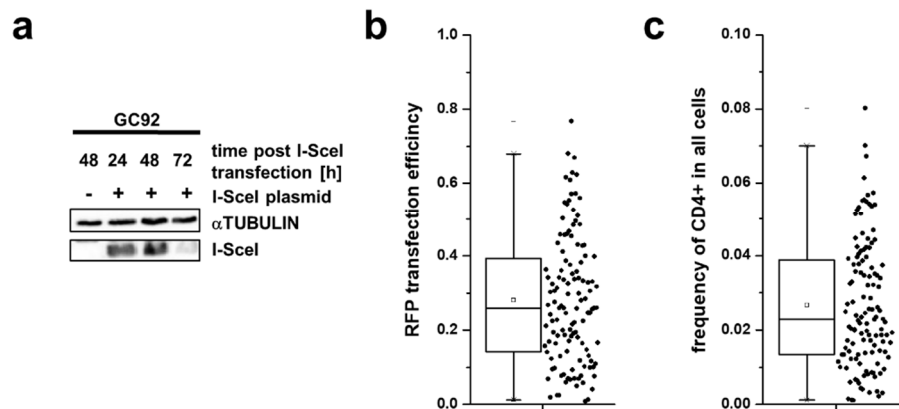 a
GC92
48 24 48 72 time post I-SceI transfection [h]
- + + + I-SceI plasmid
αTUBULIN
I-SceI
b
RFP transfection efficincy
1.0
0.8
0.6
0.4
0.2
0.0
c
frequency of CD4+ in all cells
0.10
0.08
0.06
0.04
0.02
0.00